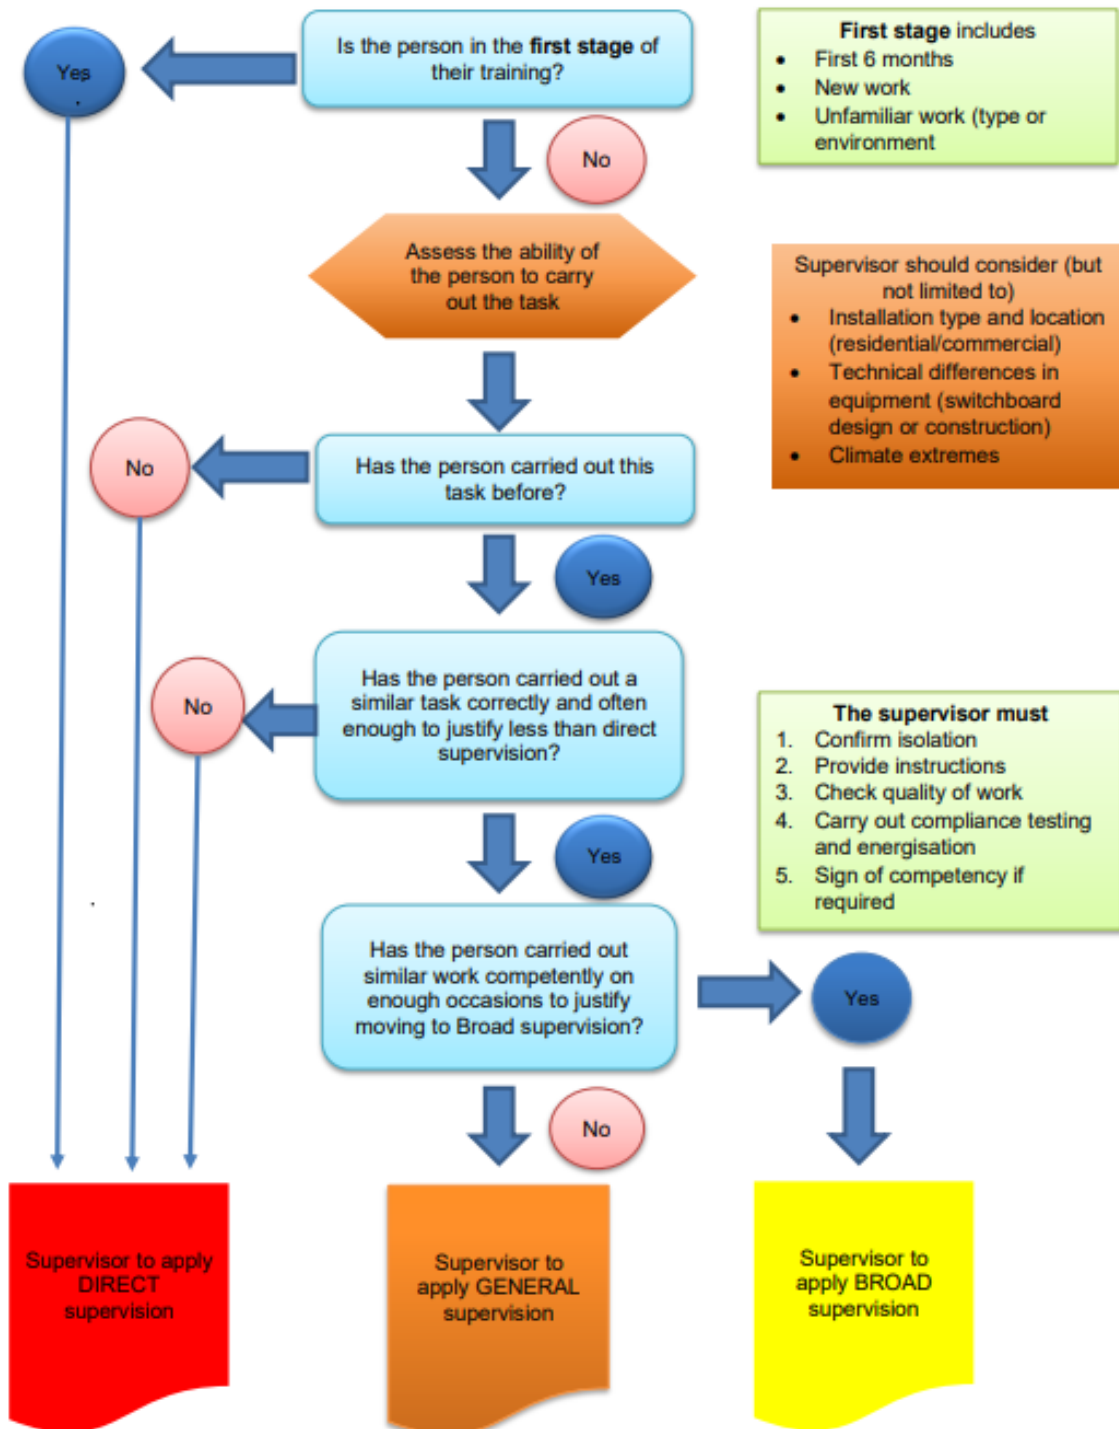 Is the person in the first stage of
their training?
Yes
No
First stage includes
• First 6 months
• New work
• Unfamiliar work (type or
environment
Assess the ability of
the person to carry
out the task
Supervisor should consider (but
not limited to)
• Installation type and location
(residential/commercial)
• Technical differences in
equipment (switchboard
design or construction)
• Climate extremes
Has the person carried out this
task before?
No
Yes
Has the person carried out a
similar task correctly and often
enough to justify less than direct
supervision?
No
Yes
The supervisor must
1. Confirm isolation
2. Provide instructions
3. Check quality of work
4. Carry out compliance testing
and energisation
5. Sign of competency if
required
Has the person carried out
similar work competently on
enough occasions to justify
moving to Broad supervision?
Yes
No
Supervisor to apply
DIRECT
supervision
Supervisor to
apply GENERAL
supervision
Supervisor to
apply BROAD
supervision